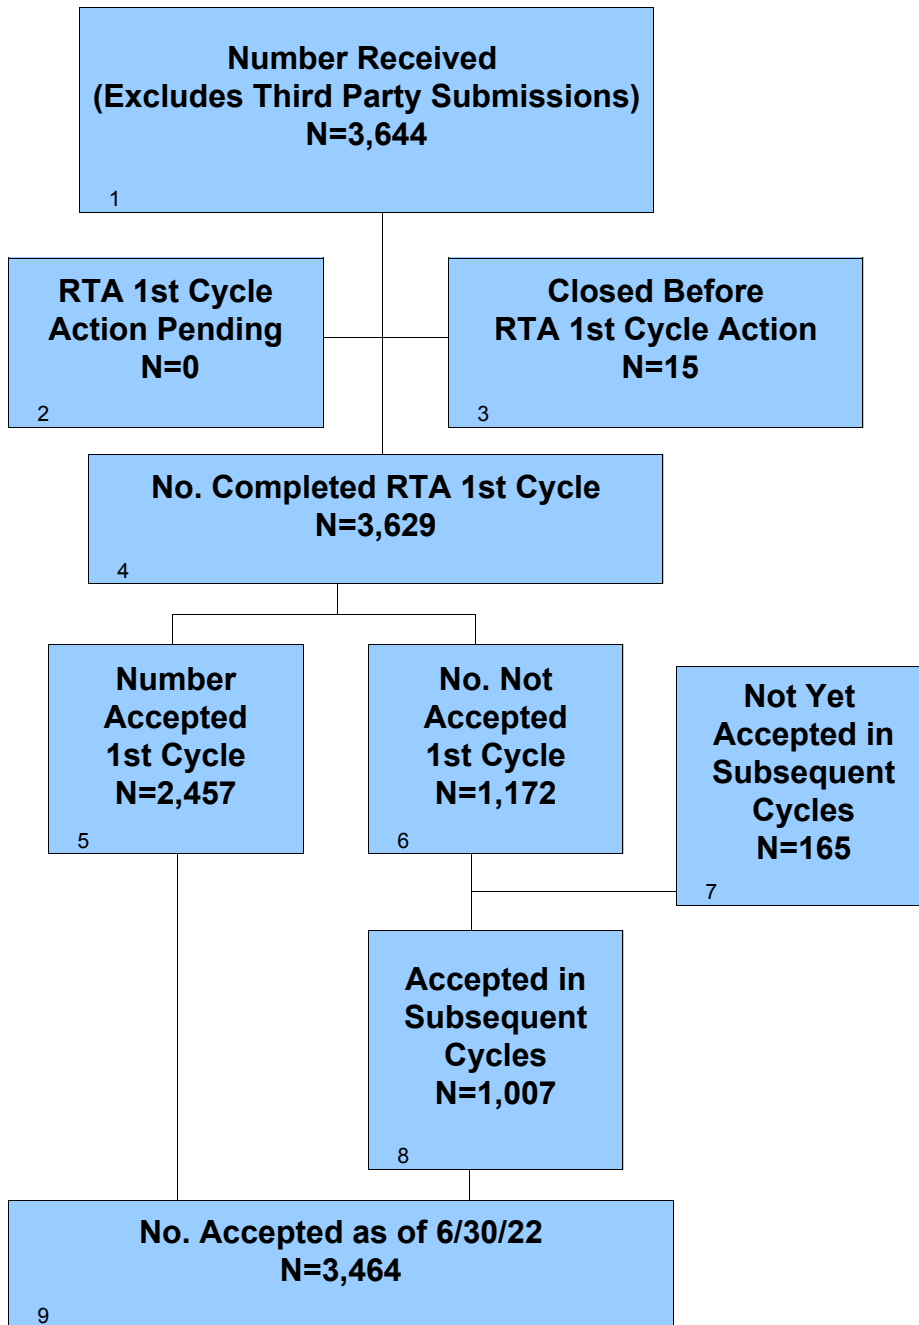 Number Received
(Excludes Third Party Submissions)
N=3,644
1
RTA 1st Cycle
Action Pending
N=0
2
Closed Before
RTA 1st Cycle Action
N=15
3
No. Completed RTA 1st Cycle
N=3,629
4
Number
Accepted
1st Cycle
N=2,457
5
No. Not
Accepted
1st Cycle
N=1,172
6
Not Yet
Accepted in
Subsequent
Cycles
N=165
7
Accepted in
Subsequent
Cycles
N=1,007
8
No. Accepted as of 6/30/22
N=3,464
9